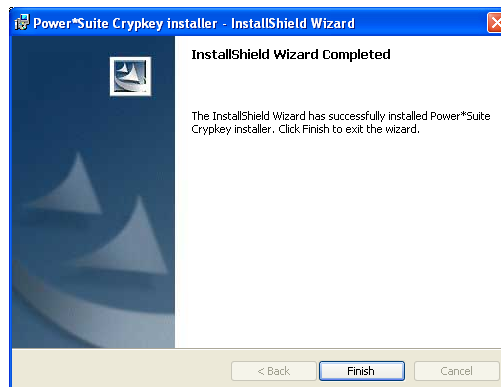 Power*Suite Crypkey installer - InstallShield Wizard
InstallShield Wizard Completed
The InstallShield Wizard has successfully installed Power*Suite
Crypkey installer. Click Finish to exit the wizard.
< Back Finish Cancel